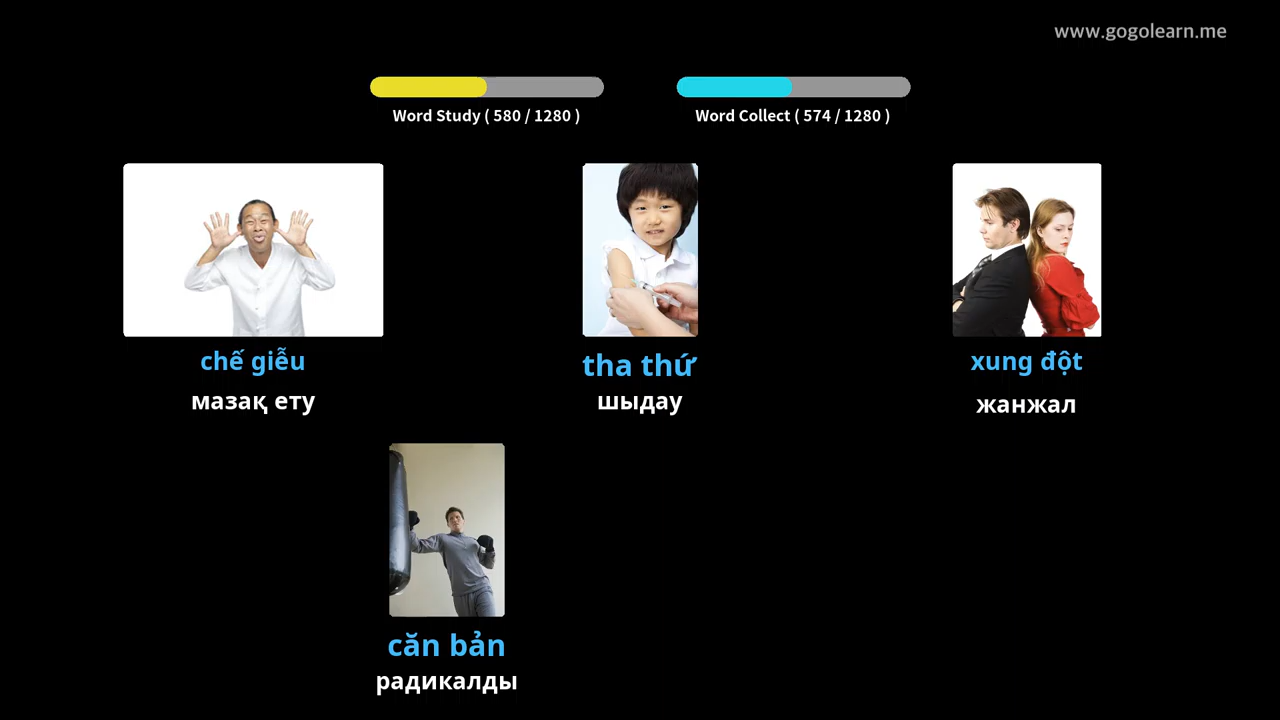 www.gogolearn.me
Word Study ( 580 / 1280 )
Word Collect ( 574 / 1280 )
chế giễu
мазақ ету
tha thứ
шыдау
xung đột
жанжал
căn bản
радикалды